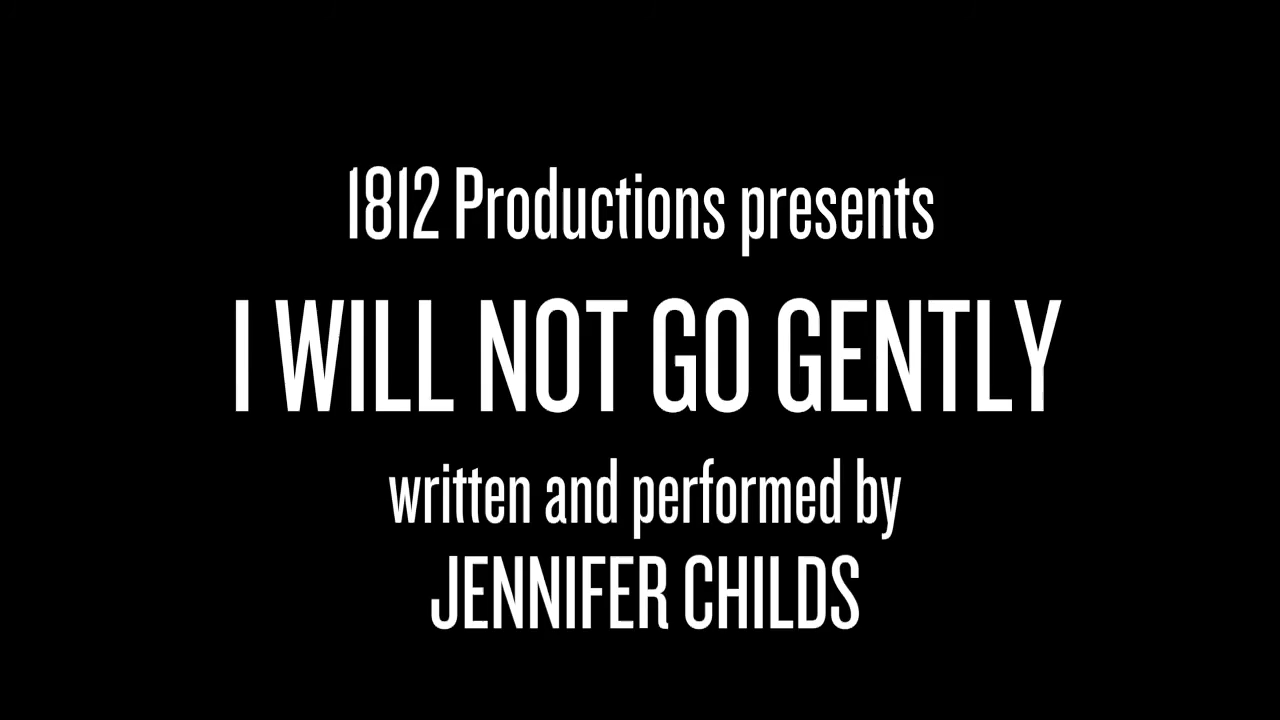 1812 Productions presents
I WILL NOT GO GENTLY
written and performed by
JENNIFER CHILDS